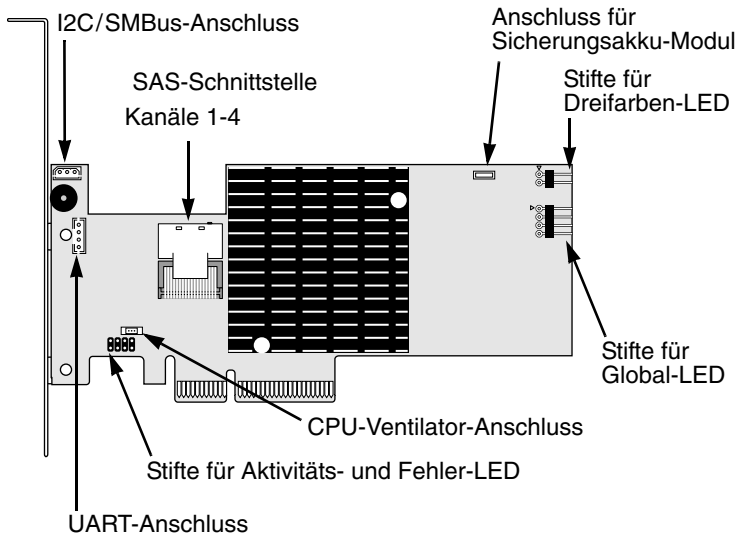 I2C/SMBus-Anschluss
Anschluss für
Sicherungsakku-Modul
SAS-Schnittstelle
Kanäle 1-4
Stifte für
Dreifarben-LED
Stifte für
Global-LED
CPU-Ventilator-Anschluss
Stifte für Aktivitäts- und Fehler-LED
UART-Anschluss